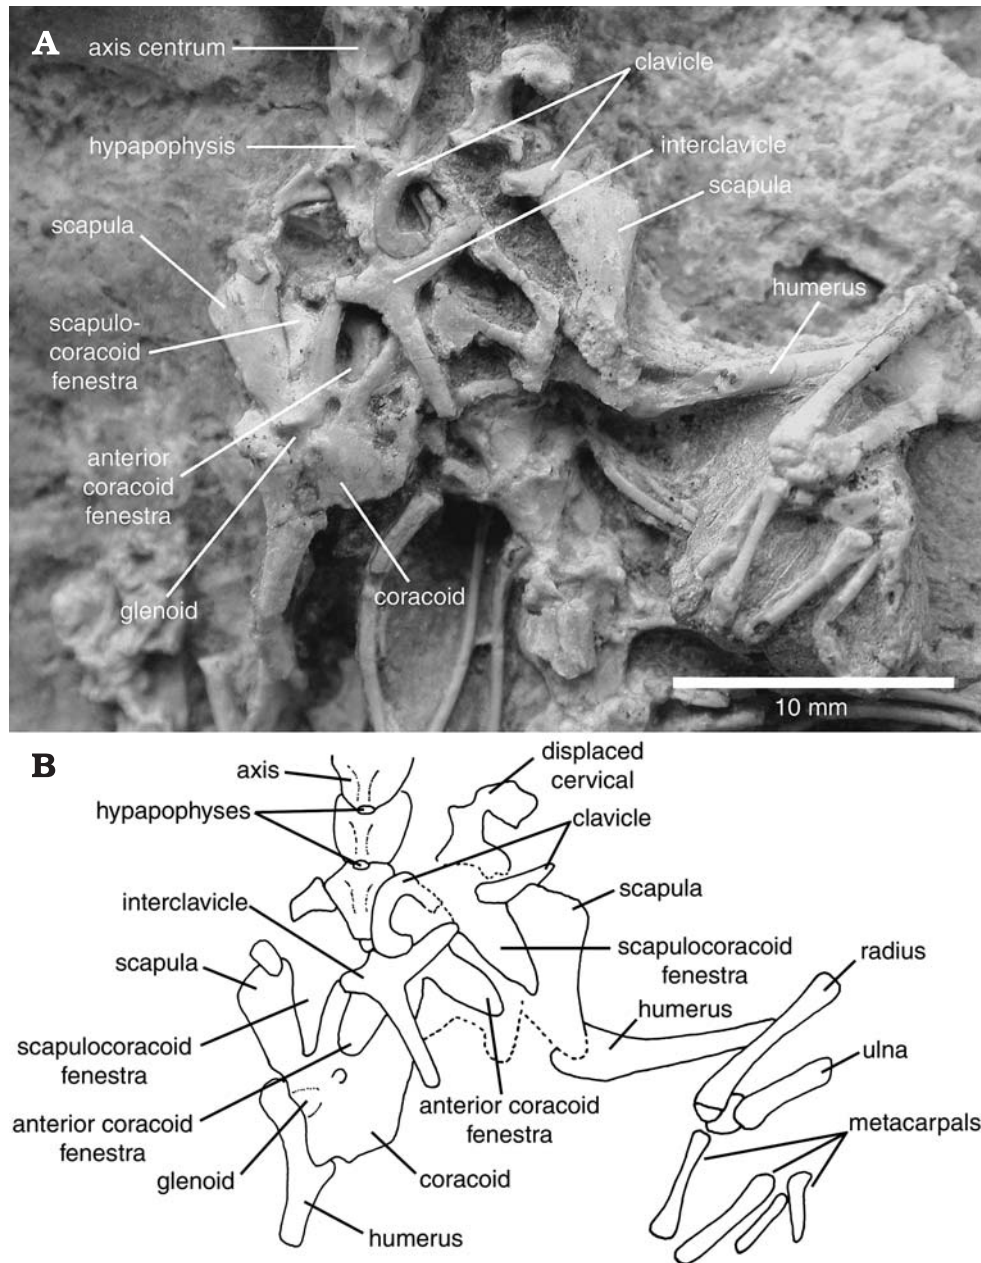 A
axis centrum
clavicle
hypapophysis
interclavicle
scapula
scapula
humerus
scapulo-
coracoid
fenestra
anterior
coracoid
fenestra
glenoid
coracoid
10 mm
B
axis
displaced
cervical
hypapophyses
clavicle
interclavicle
scapula
scapula
scapulocoracoid
fenestra
radius
humerus
scapulocoracoid
fenestra
ulna
anterior coracoid
fenestra
anterior coracoid
fenestra
metacarpals
glenoid
coracoid
humerus